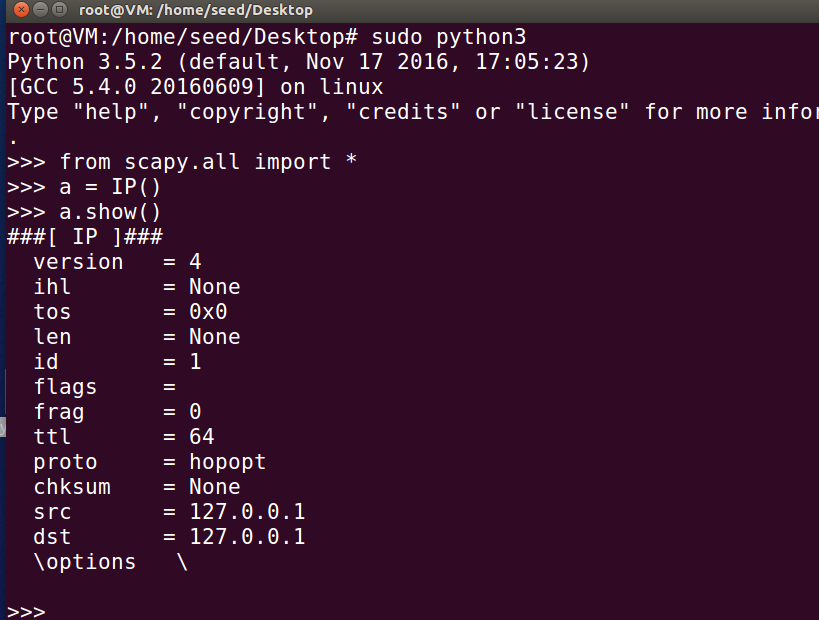 root@VM: /home/seed/Desktop
root@VM:/home/seed/Desktop# sudo python3
Python 3.5.2 (default, Nov 17 2016, 17:05:23)
[GCC 5.4.0 20160609] on linux
Type "help", "copyright", "credits" or "license" for more infor
.
>>> from scapy.all import *
>>> a = IP()
>>> a.show()
###[ IP ]###
  version   = 4
  ihl       = None
  tos       = 0x0
  len       = None
  id        = 1
  flags     =
  frag      = 0
  ttl       = 64
  proto     = hopopt
  chksum    = None
  src       = 127.0.0.1
  dst       = 127.0.0.1
  \options   \
>>>